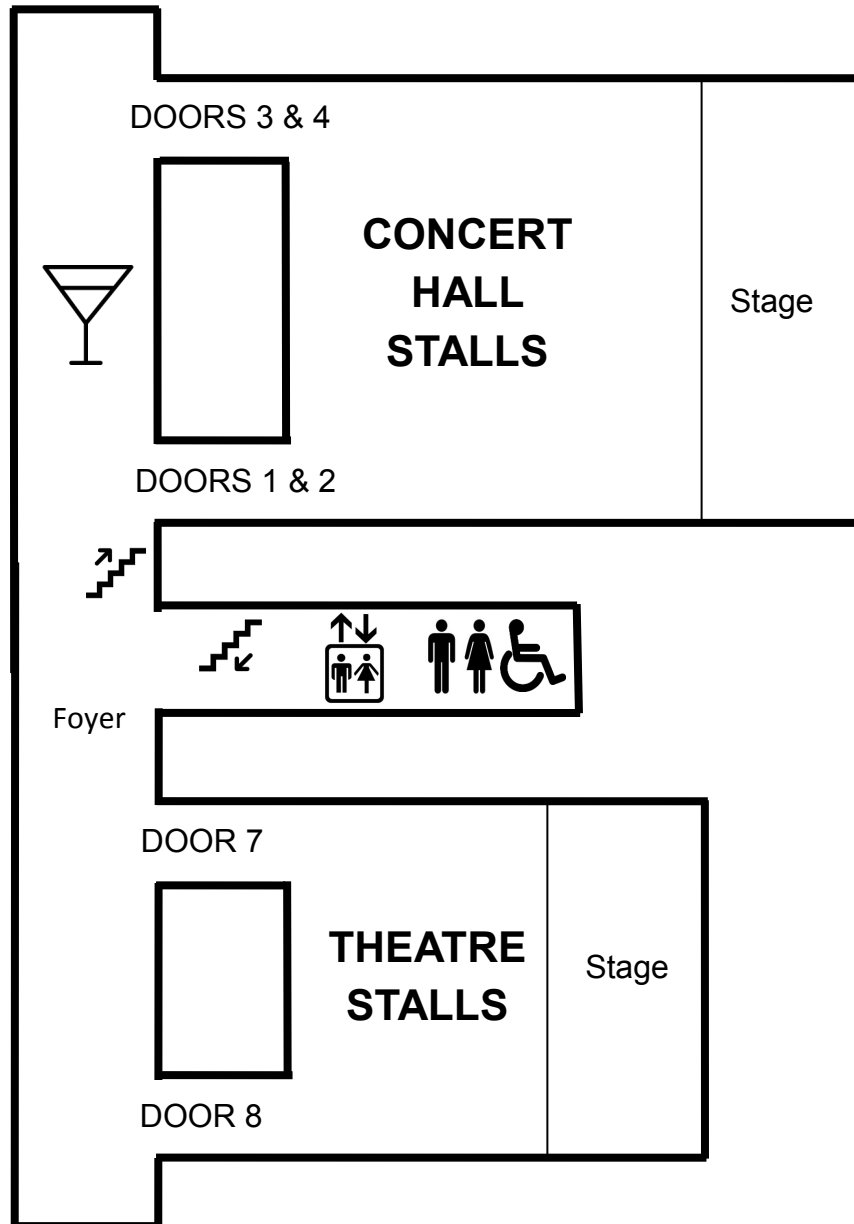 DOORS 3 & 4
CONCERT
HALL
STALLS
Stage
DOORS 1 & 2
Foyer
DOOR 7
THEATRE
STALLS
Stage
DOOR 8